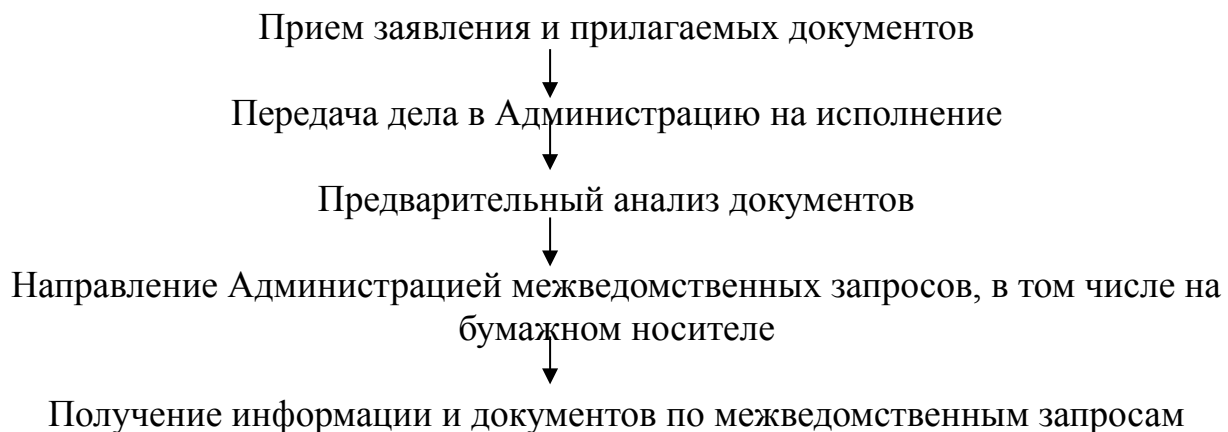 Прием заявления и прилагаемых документов
Передача дела в Администрацию на исполнение
Предварительный анализ документов
Направление Администрацией межведомственных запросов, в том числе на
бумажном носителе
Получение информации и документов по межведомственным запросам